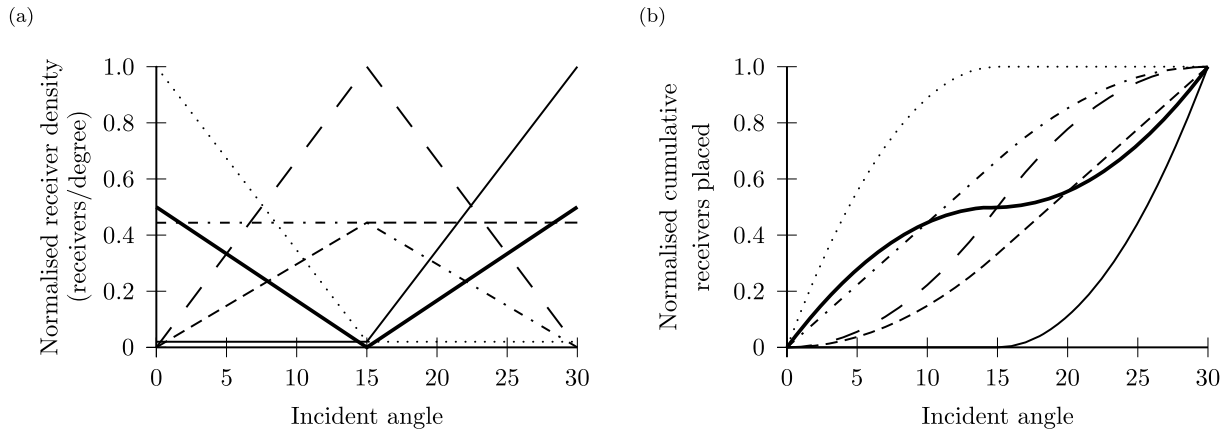 (a)
Normalised receiver density
(receivers/degree)
1.0
0.8
0.6
0.4
0.2
0
0 5 10 15 20 25 30
Incident angle
(b)
Normalised cumulative
receivers placed
1.0
0.8
0.6
0.4
0.2
0
0 5 10 15 20 25 30
Incident angle